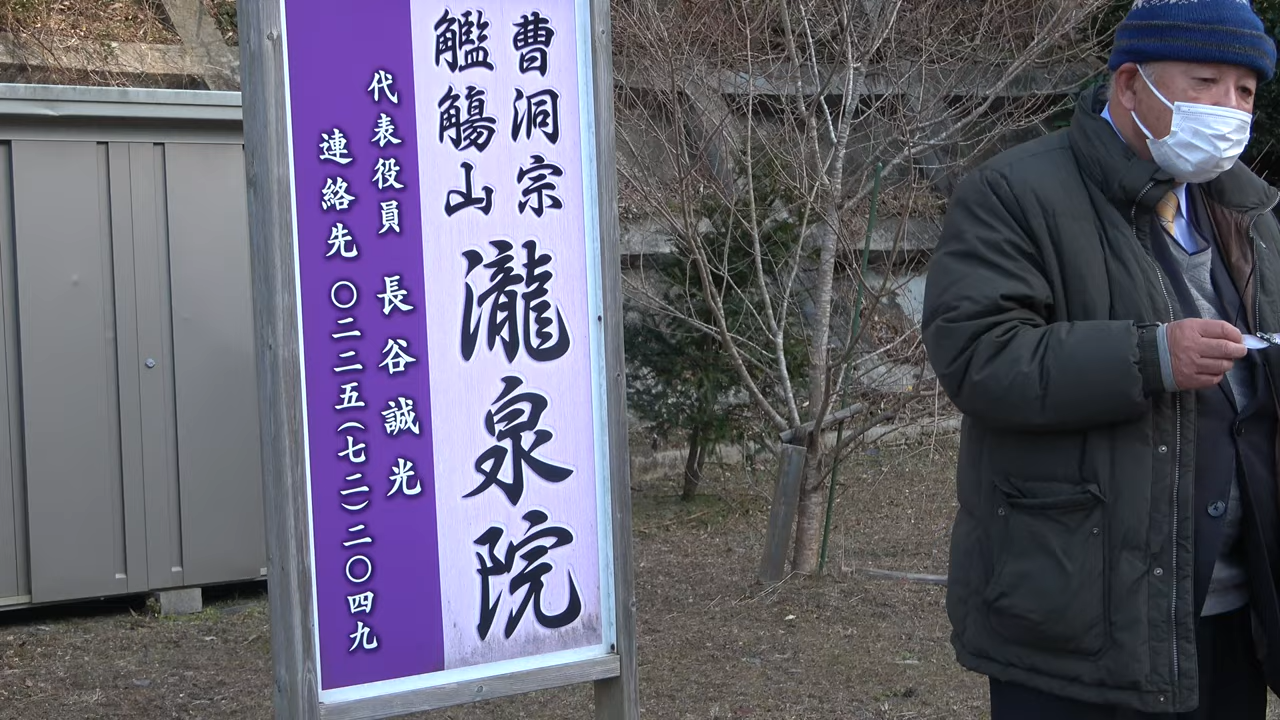 曹洞宗
艦觴山
瀧泉院
代表役員 長谷誠光
連絡先 〇二二五(七二)二〇四九